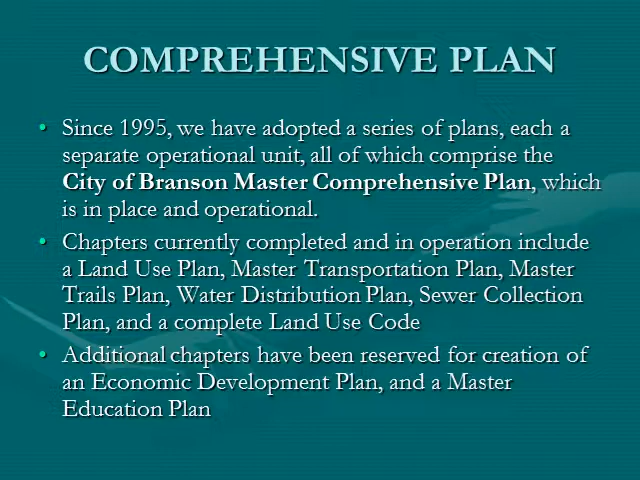 COMPREHENSIVE PLAN
• Since 1995, we have adopted a series of plans, each a
separate operational unit, all of which comprise the
City of Branson Master Comprehensive Plan, which
is in place and operational.
• Chapters currently completed and in operation include
a Land Use Plan, Master Transportation Plan, Master
Trails Plan, Water Distribution Plan, Sewer Collection
Plan, and a complete Land Use Code
• Additional chapters have been reserved for creation of
an Economic Development Plan, and a Master
Education Plan